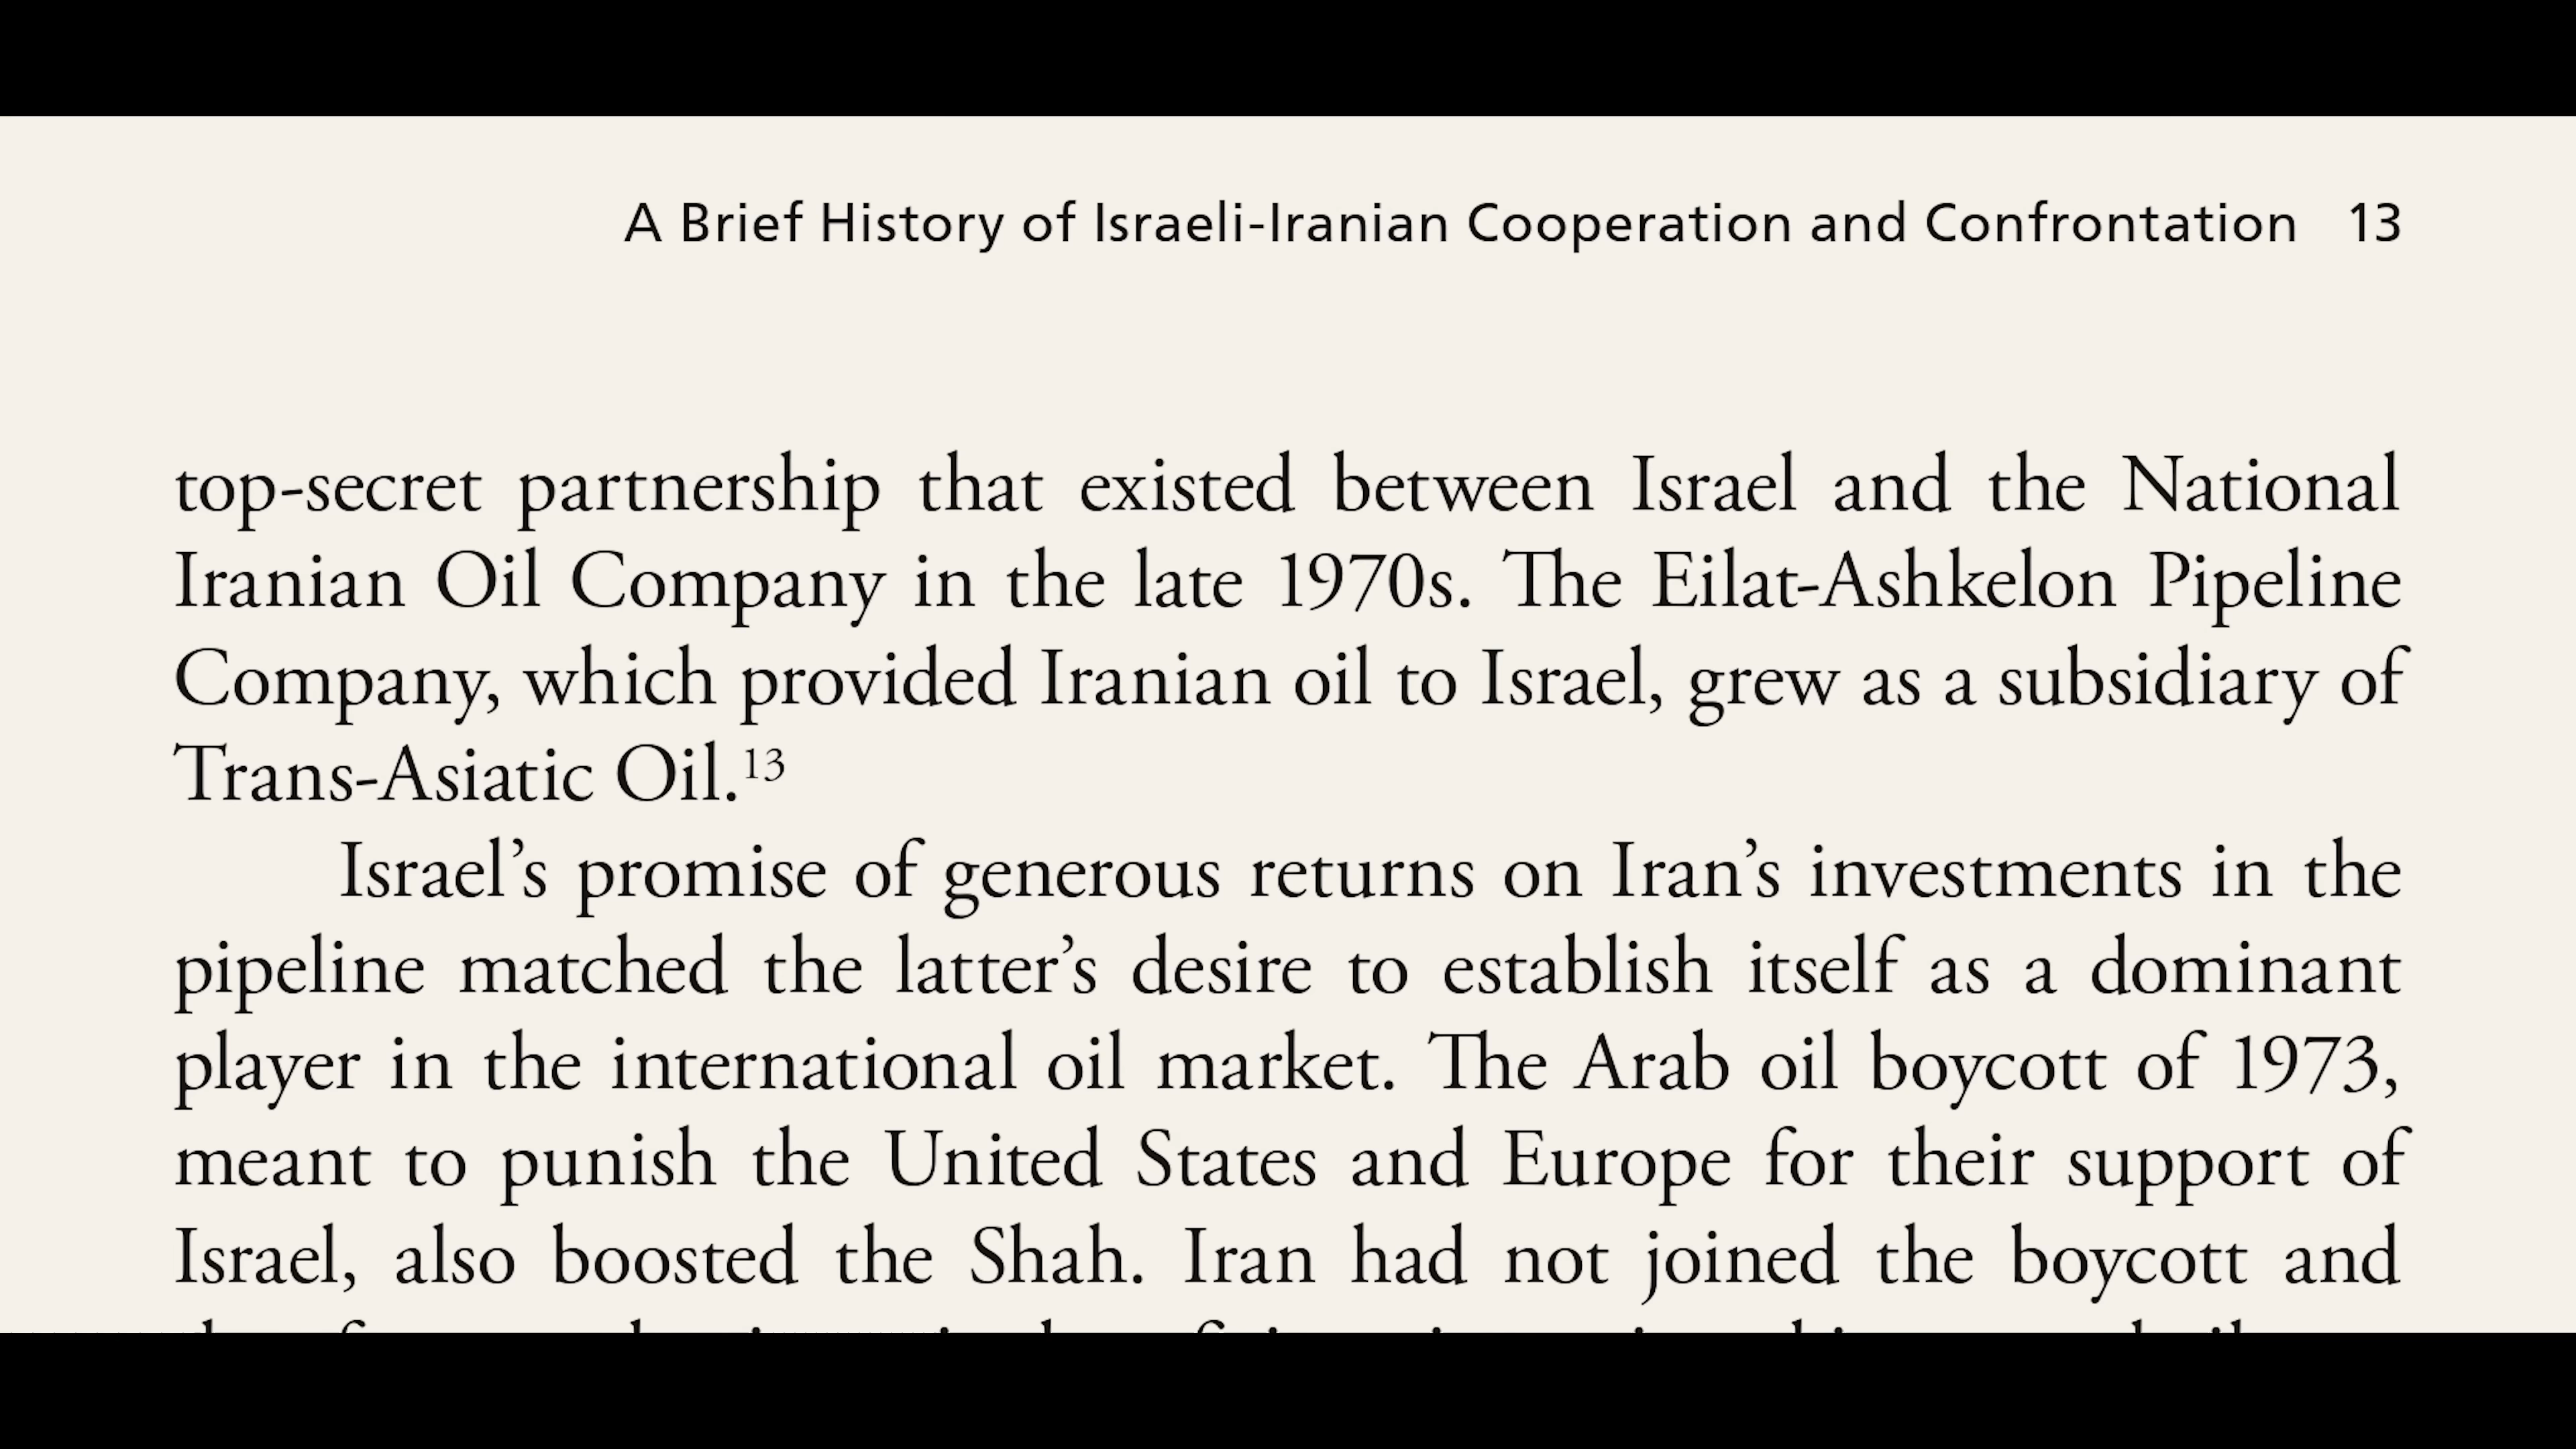 A Brief History of Israeli-Iranian Cooperation and Confrontation 13
top-secret partnership that existed between Israel and the National
Iranian Oil Company in the late 1970s. The Eilat-Ashkelon Pipeline
Company, which provided Iranian oil to Israel, grew as a subsidiary of
Trans-Asiatic Oil.¹³
Israel’s promise of generous returns on Iran’s investments in the
pipeline matched the latter’s desire to establish itself as a dominant
player in the international oil market. The Arab oil boycott of 1973,
meant to punish the United States and Europe for their support of
Israel, also boosted the Shah. Iran had not joined the boycott and